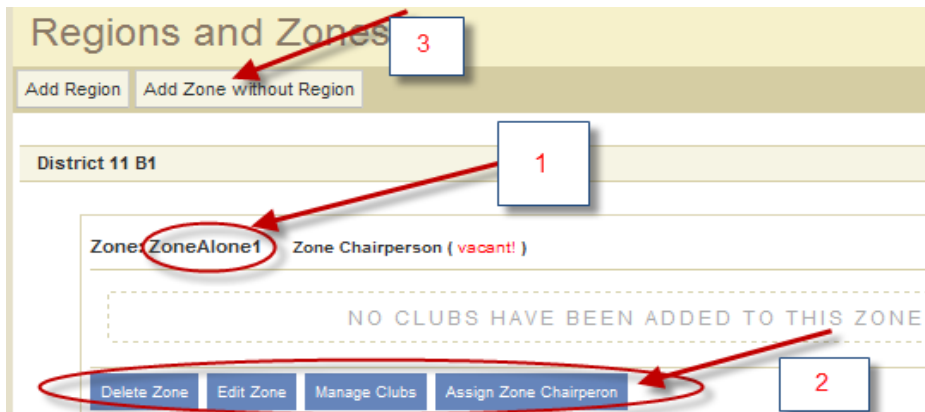 Regions and Zones
3
Add Region Add Zone without Region
District 11 B1
1
Zone: ZoneAlone1 Zone Chairperson ( vacant! )
NO CLUBS HAVE BEEN ADDED TO THIS ZONE
Delete Zone Edit Zone Manage Clubs Assign Zone Chairperon
2